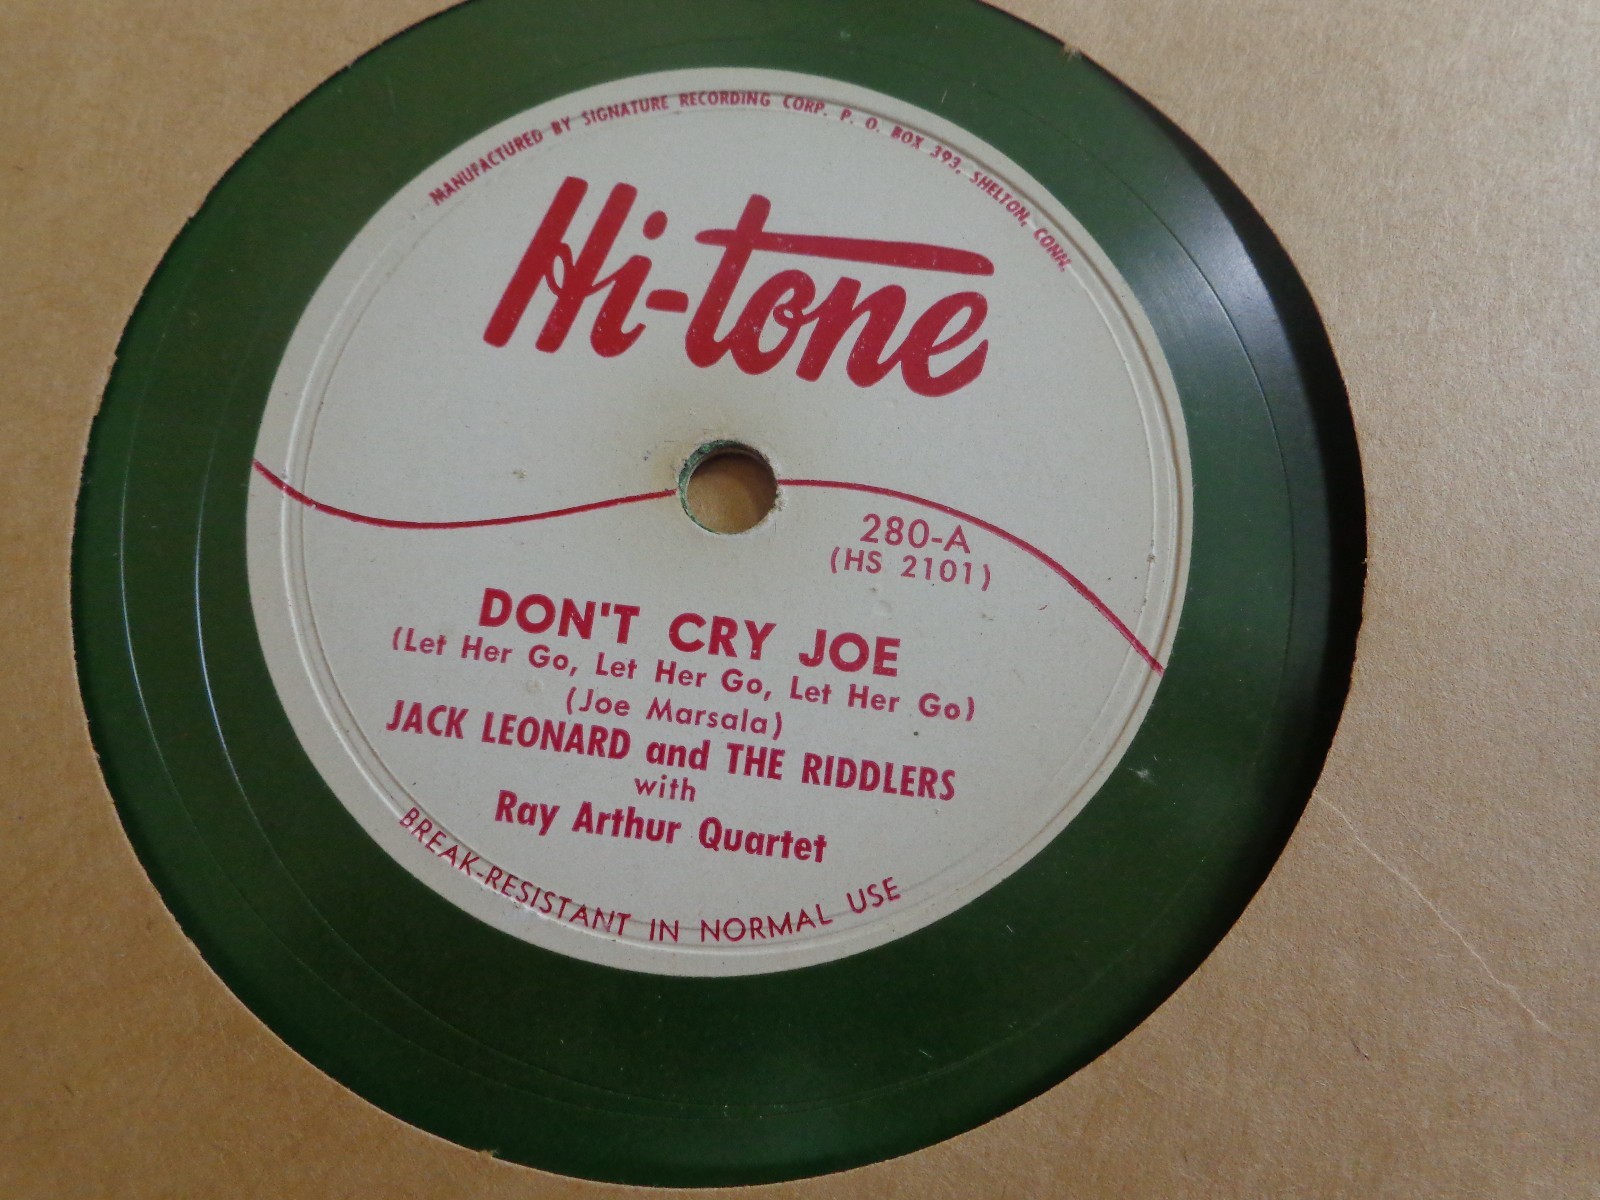 MANUFACTURED BY SIGNATURE RECORDING CORP. P. O. BOX 393, SHELTON, CONN.
Hi-tone
280-A
(HS 2101)
DON'T CRY JOE
(Let Her Go, Let Her Go, Let Her Go)
(Joe Marsala)
JACK LEONARD and THE RIDDLERS
with
Ray Arthur Quartet
BREAK-RESISTANT IN NORMAL USE